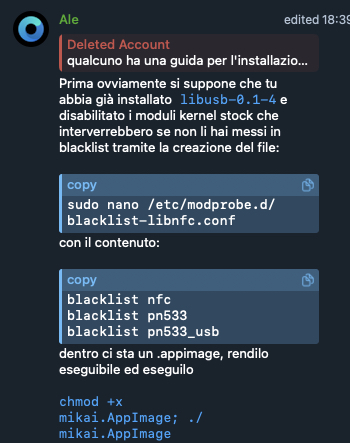 Ale
edited 18:39
Deleted Account
qualcuno ha una guida per l'installazio...
Prima ovviamente si suppone che tu
abbia già installato libusb-0.1-4 e
disabilitato i moduli kernel stock che
interverrebbero se non li hai messi in
blacklist tramite la creazione del file:
copy
sudo nano /etc/modprobe.d/
blacklist-libnfc.conf
con il contenuto:
copy
blacklist nfc
blacklist pn533
blacklist pn533_usb
dentro ci sta un .appimage, rendilo
eseguibile ed eseguilo
chmod +x
mikai.AppImage; ./
mikai.AppImage